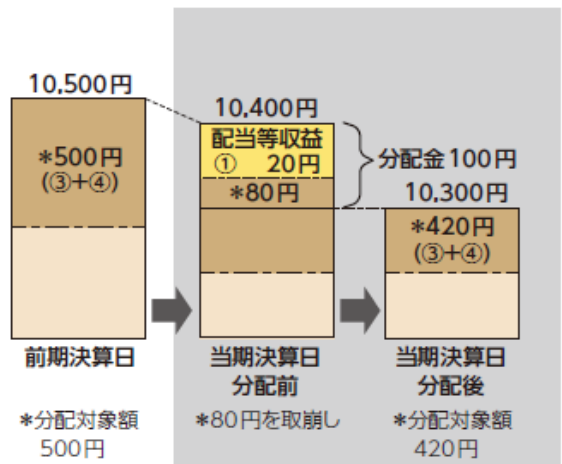 10,500円
*500円
(③+④)
前期決算日
*分配対象額
500円
10,400円
配当等収益
① 20円
*80円
分配金100円
当期決算日
分配前
*80円を取崩し
10,300円
*420円
(③+④)
当期決算日
分配後
*分配対象額
420円